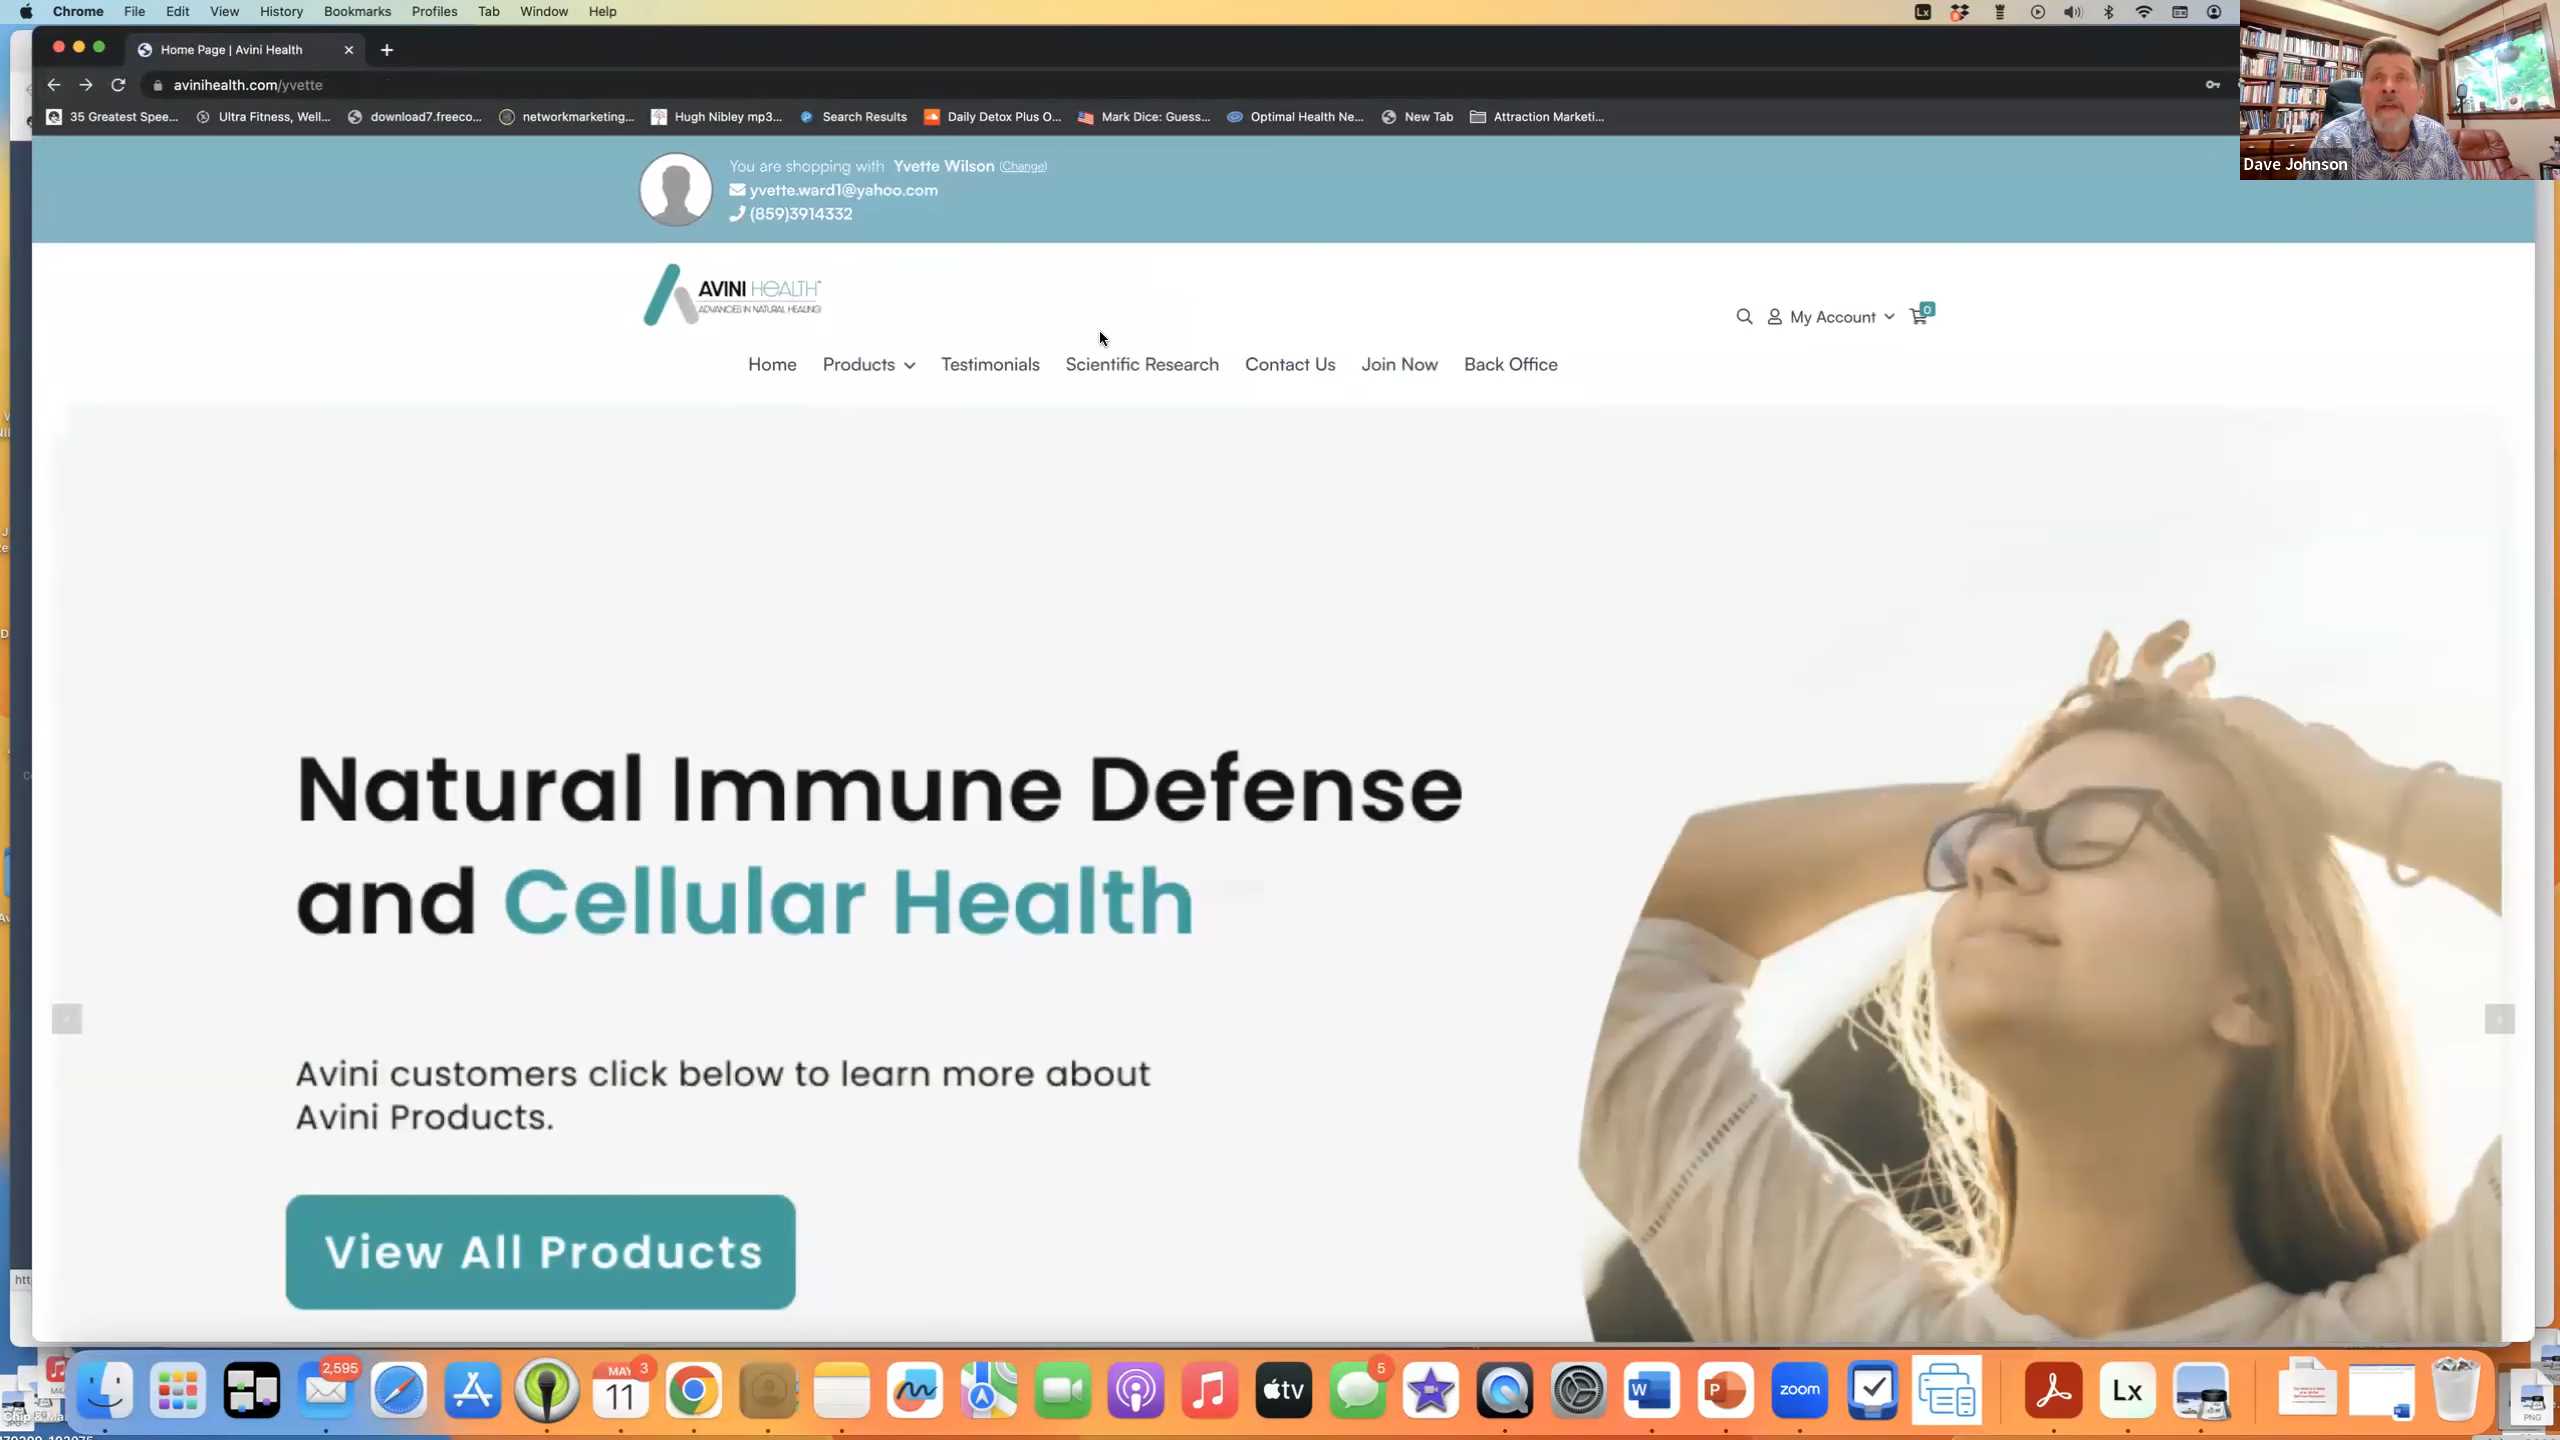 Chrome File Edit View History Bookmarks Profiles Tab Window Help
Home Page | Avini Health
avinihealth.com/yvette
35 Greatest Spee... Ultra Fitness, Well... download7.freeco... networkmarketing,... Hugh Nibley mp3... Search Results Daily Detox Plus O... Mark Dice: Guess... Optimal Health Ne... New Tab Attraction Marketi...
Dave Johnson
You are shopping with Yvette Wilson (Change)
yvette.ward1@yahoo.com
(859)3914332
AVINI HEALTH
ADVANCES IN NATURAL HEALING
My Account 0
Home Products Testimonials Scientific Research Contact Us Join Now Back Office
Natural Immune Defense
and Cellular Health
Avini customers click below to learn more about
Avini Products.
View All Products
2,595 MAY 3 5
11 tv W P zoom Lx
PNG